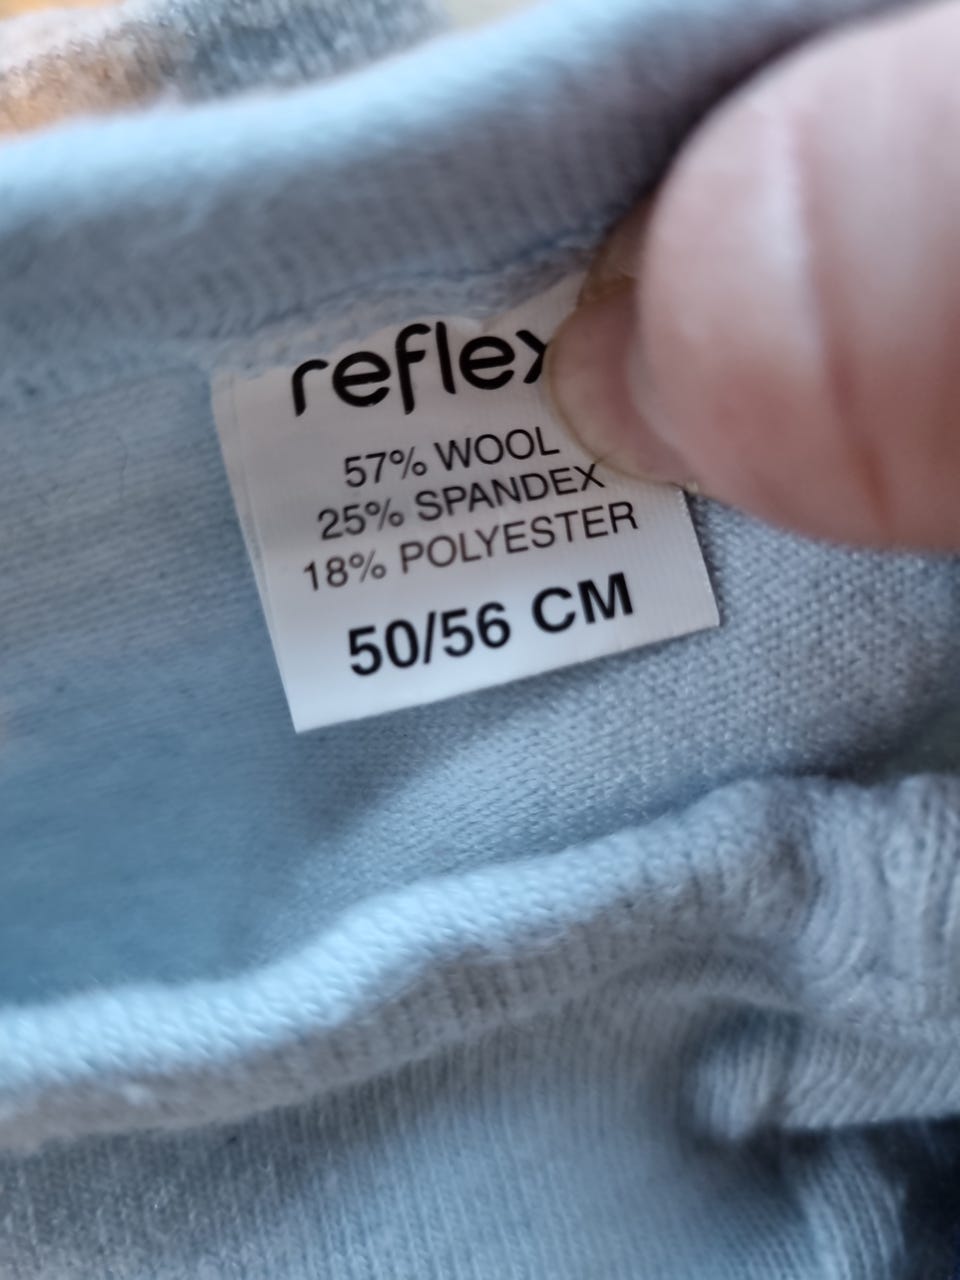 reflex
57% WOOL
25% SPANDEX
18% POLYESTER
50/56 CM